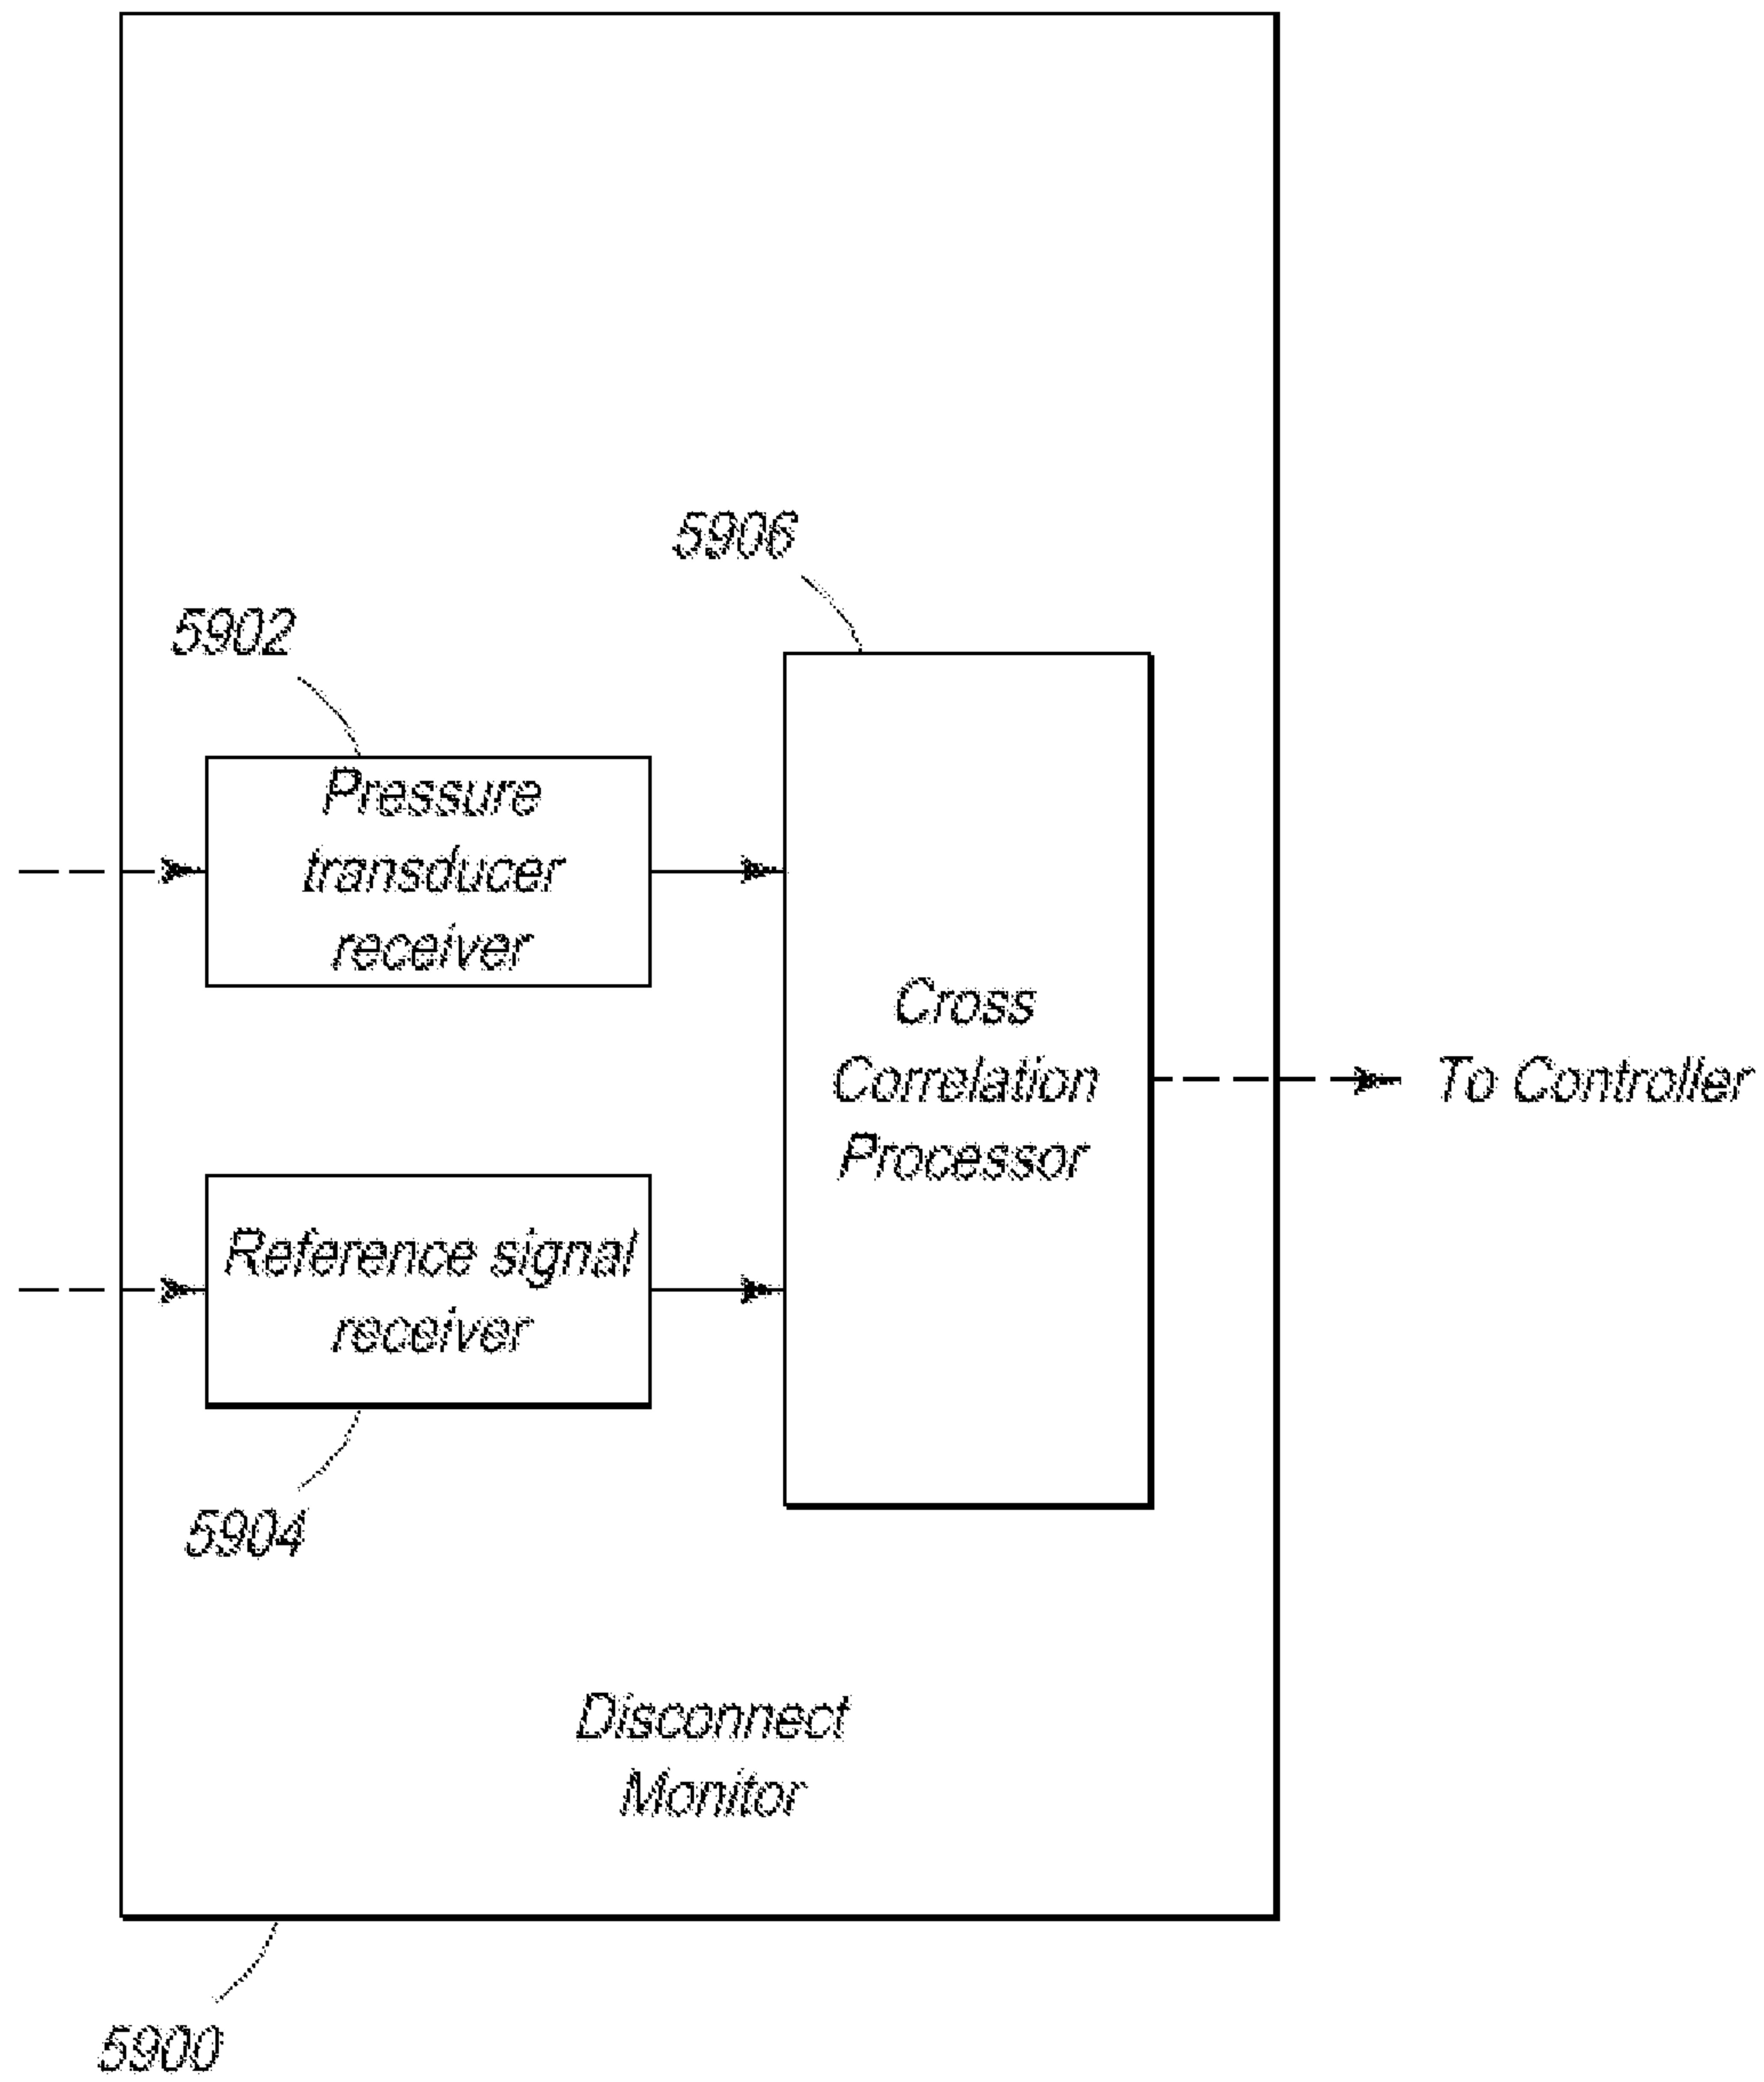 5906
5902
Pressure
transducer
receiver
Cross
Correlation
Processor
To Controller
Reference signal
receiver
5904
Disconnect
Monitor
5900